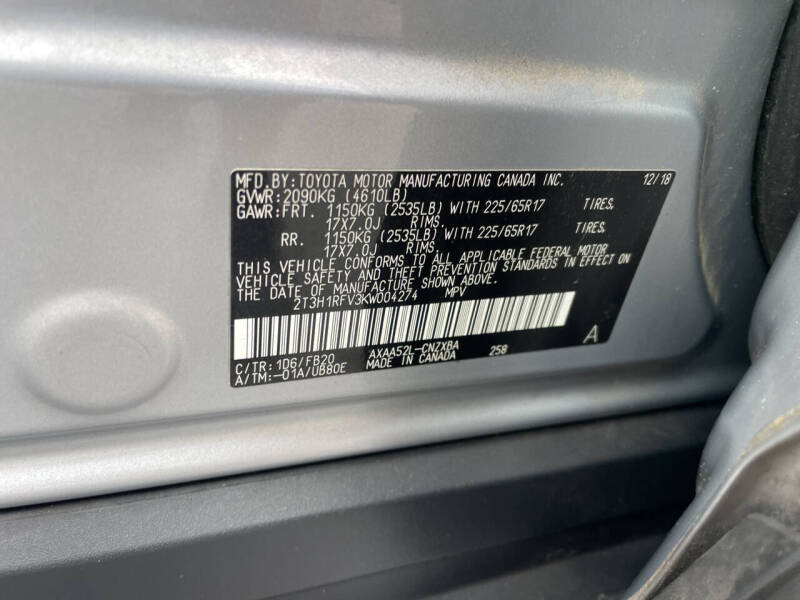 MFD.BY:TOYOTA MOTOR MANUFACTURING CANADA INC. 12/18
GVWR:2090KG (4610LB)
GAWR:FRT. 1150KG (2535LB) WITH 225/65R17 TIRES,
17X7.0J RIMS,
RR. 1150KG (2535LB) WITH 225/65R17 TIRES,
17X7.0J RIMS.
THIS VEHICLE CONFORMS TO ALL APPLICABLE FEDERAL MOTOR
VEHICLE SAFETY AND THEFT PREVENTION STANDARDS IN EFFECT ON
THE DATE OF MANUFACTURE SHOWN ABOVE.
2T3H1RFV3KW004274 MPV
A
C/TR:1D6/FB20 AXAA52L-CNZXBA 258
A/TM:-01A/UB80E MADE IN CANADA